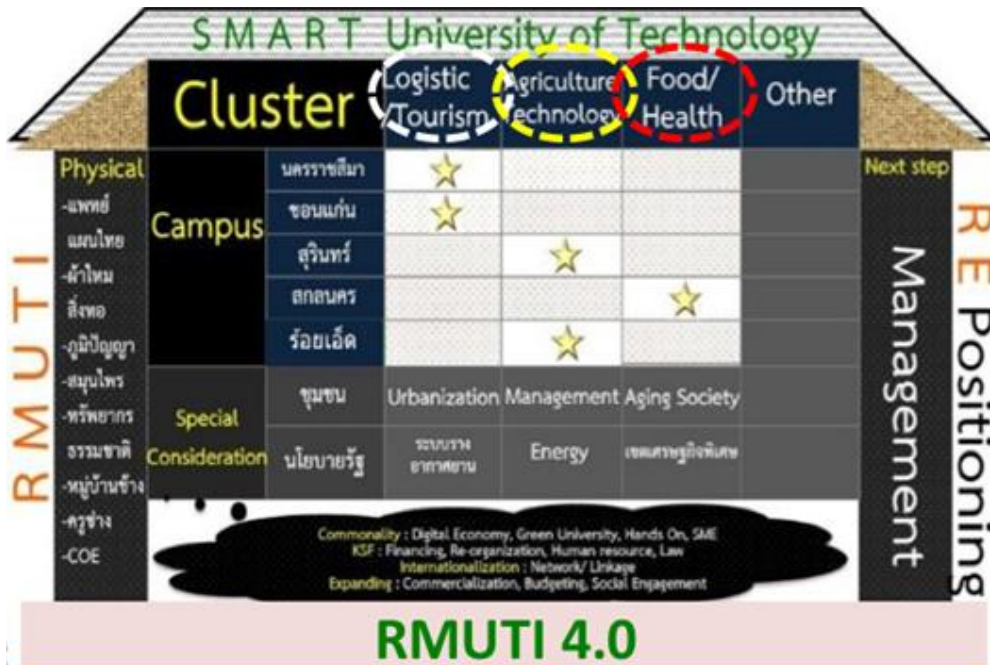 S M A R T University of Technology
Cluster
Logistic
/Tourism
Agriculture
Technology
Food/
Health
Other
RMUTI
Physical
-แพทย์
แผนไทย
-ผ้าไหม
สิ่งทอ
-ภูมิปัญญา
-สมุนไพร
-ทรัพยากร
ธรรมชาติ
-หมู่บ้านช้าง
-ครูช่าง
-COE
Campus
นครราชสีมา
ขอนแก่น
สุรินทร์
สกลนคร
ร้อยเอ็ด
Special
Consideration
ชุมชน
Urbanization
Management
Aging Society
นโยบายรัฐ
ระบบราง
อากาศยาน
Energy
เขตเศรษฐกิจพิเศษ
Next step
Management
RE Positioning
Commonality : Digital Economy, Green University, Hands On, SME
KSF : Financing, Re-organization, Human resource, Law
Internationalization : Network/ Linkage
Expanding : Commercialization, Budgeting, Social Engagement
RMUTI 4.0